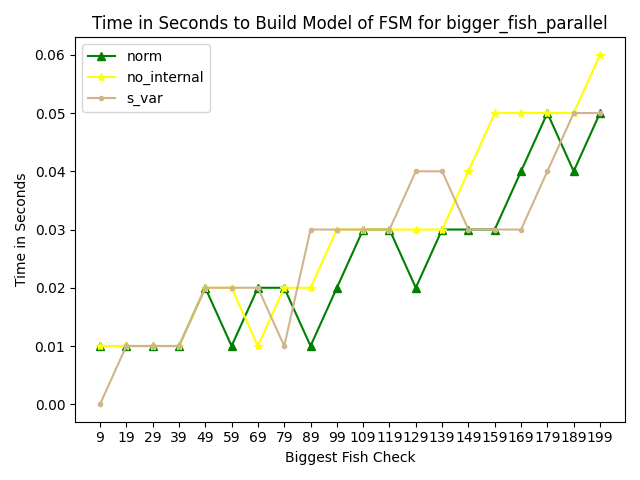 Time in Seconds to Build Model of FSM for bigger_fish_parallel
norm
no_internal
s_var
0.06
0.05
0.04
0.03
0.02
0.01
0.00
Time in Seconds
9 19 29 39 49 59 69 79 89 99 109 119 129 139 149 159 169 179 189 199
Biggest Fish Check